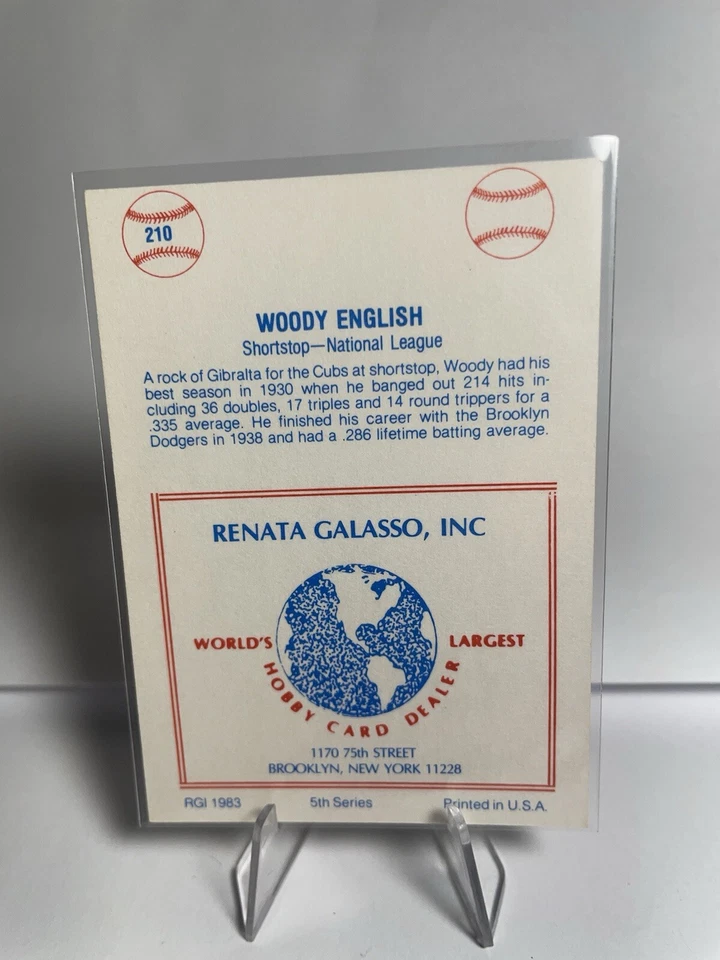 210
WOODY ENGLISH
Shortstop—National League
A rock of Gibralta for the Cubs at shortstop, Woody had his
best season in 1930 when he banged out 214 hits in-
cluding 36 doubles, 17 triples and 14 round trippers for a
.335 average. He finished his career with the Brooklyn
Dodgers in 1938 and had a .286 lifetime batting average.
RENATA GALASSO, INC
WORLD'S LARGEST
HOBBY CARD DEALER
1170 75th STREET
BROOKLYN, NEW YORK 11228
RGI 1983 5th Series Printed in U.S.A.